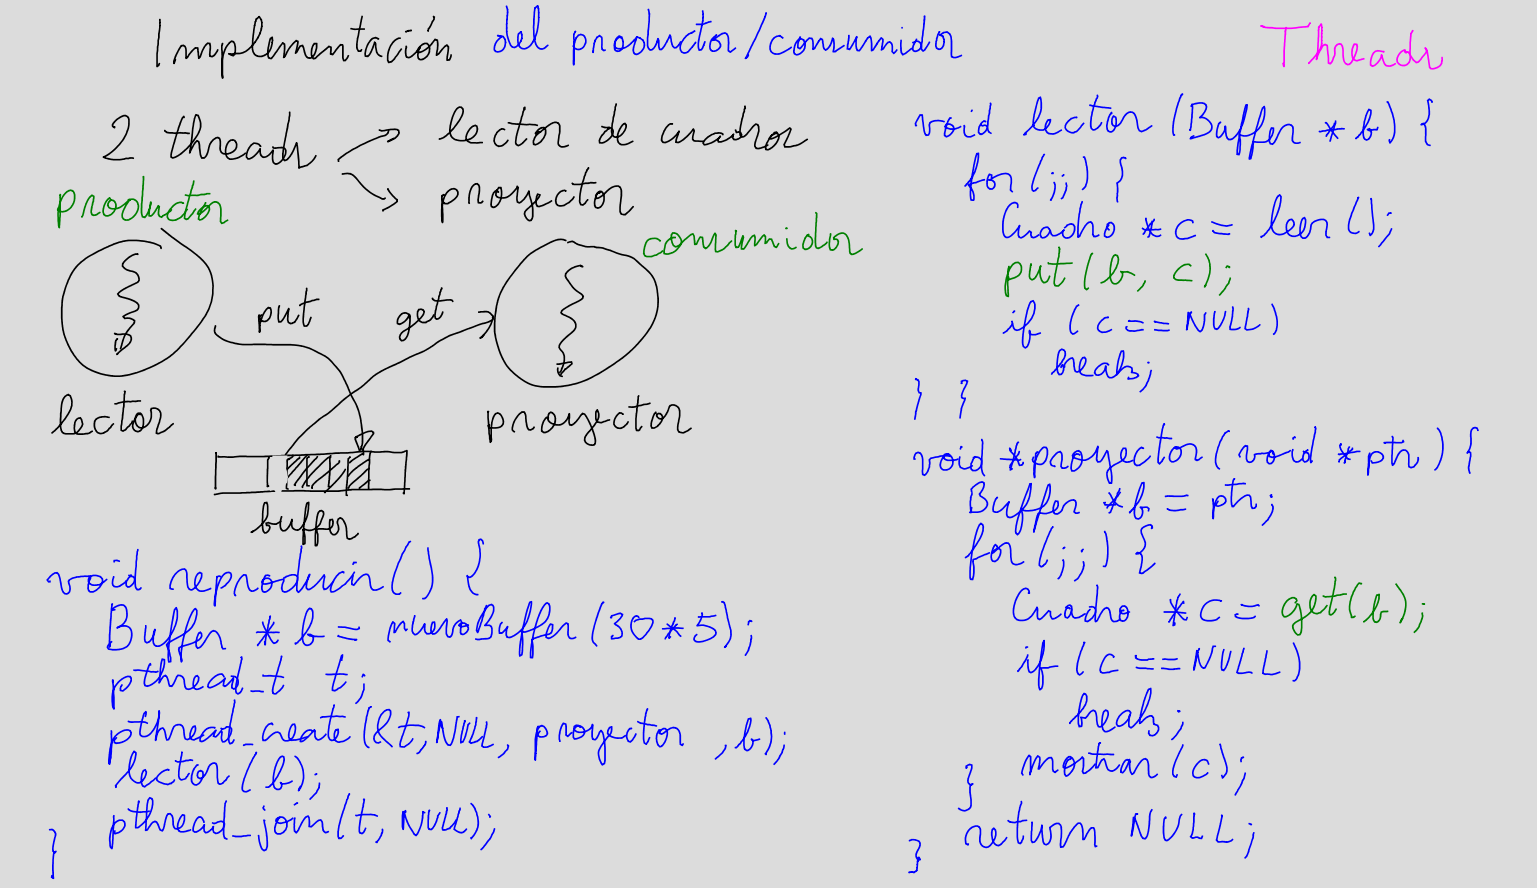 Implementación del productor/consumidor
Threads
2 threads
lector de cuadros
proyector
productor
consumidor
put
get
lector
proyector
buffer
void reproducir() {
Buffer *b = nuevoBuffer(30*5);
pthread_t t;
pthread_create(&t, NULL, proyector, b);
lector(b);
pthread_join(t, NULL);
}
void lector (Buffer *b) {
for(;;) {
Cuadro *c = leer();
put(b, c);
if (c == NULL)
break;
} }
void *proyector(void *ptr) {
Buffer *b = ptr;
for(;;) {
Cuadro *c = get(b);
if (c == NULL)
break;
mostrar(c);
}
return NULL;
}